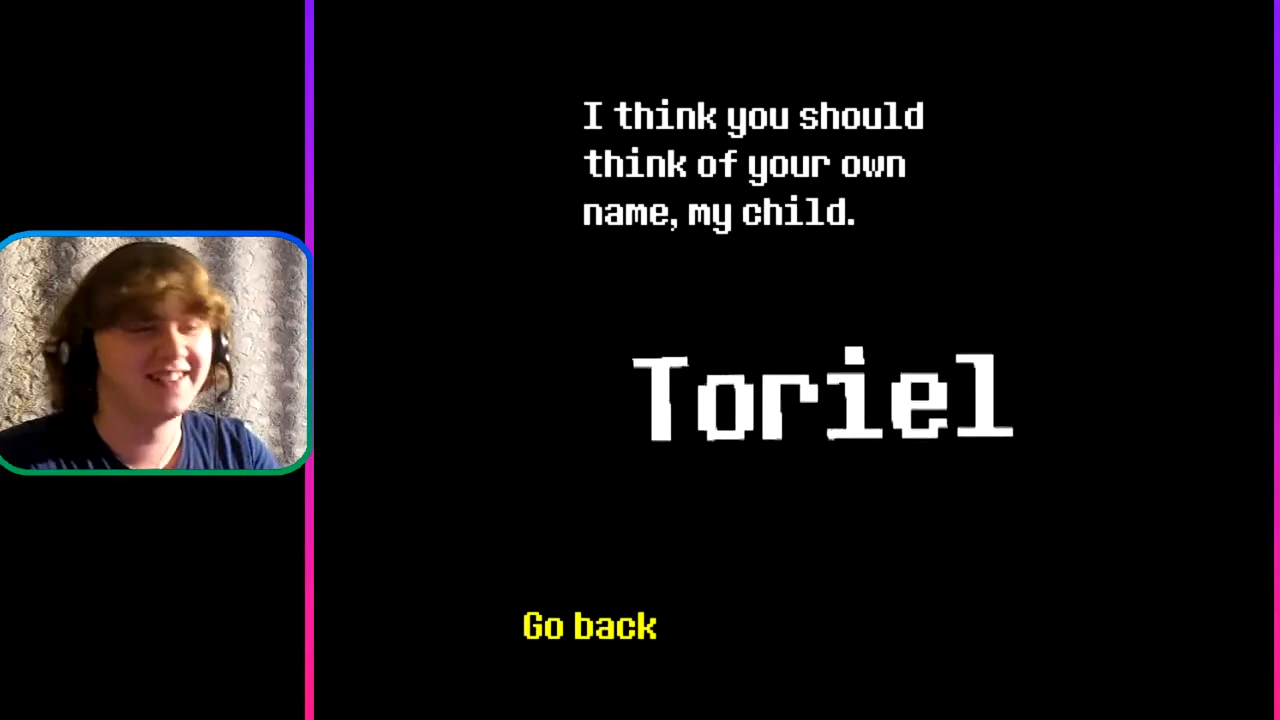 I think you should
think of your own
name, my child.
Toriel
Go back